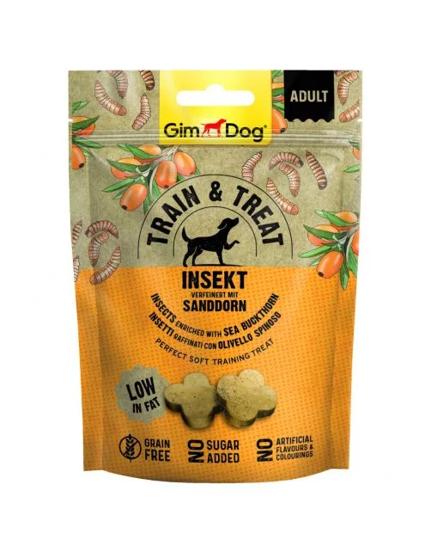 ADULT
GimDog
TRAIN & TREAT
INSEKT
VERFEINERT MIT
SANDDORN
INSECTS ENRICHED WITH SEA BUCKTHORN
INSETTI RAFFINATI CON OLIVELLO SPINOSO
PERFECT SOFT TRAINING TREAT
LOW
IN FAT
GRAIN
FREE
NO SUGAR
ADDED
NO ARTIFICIAL
FLAVOURS &
COLOURINGS